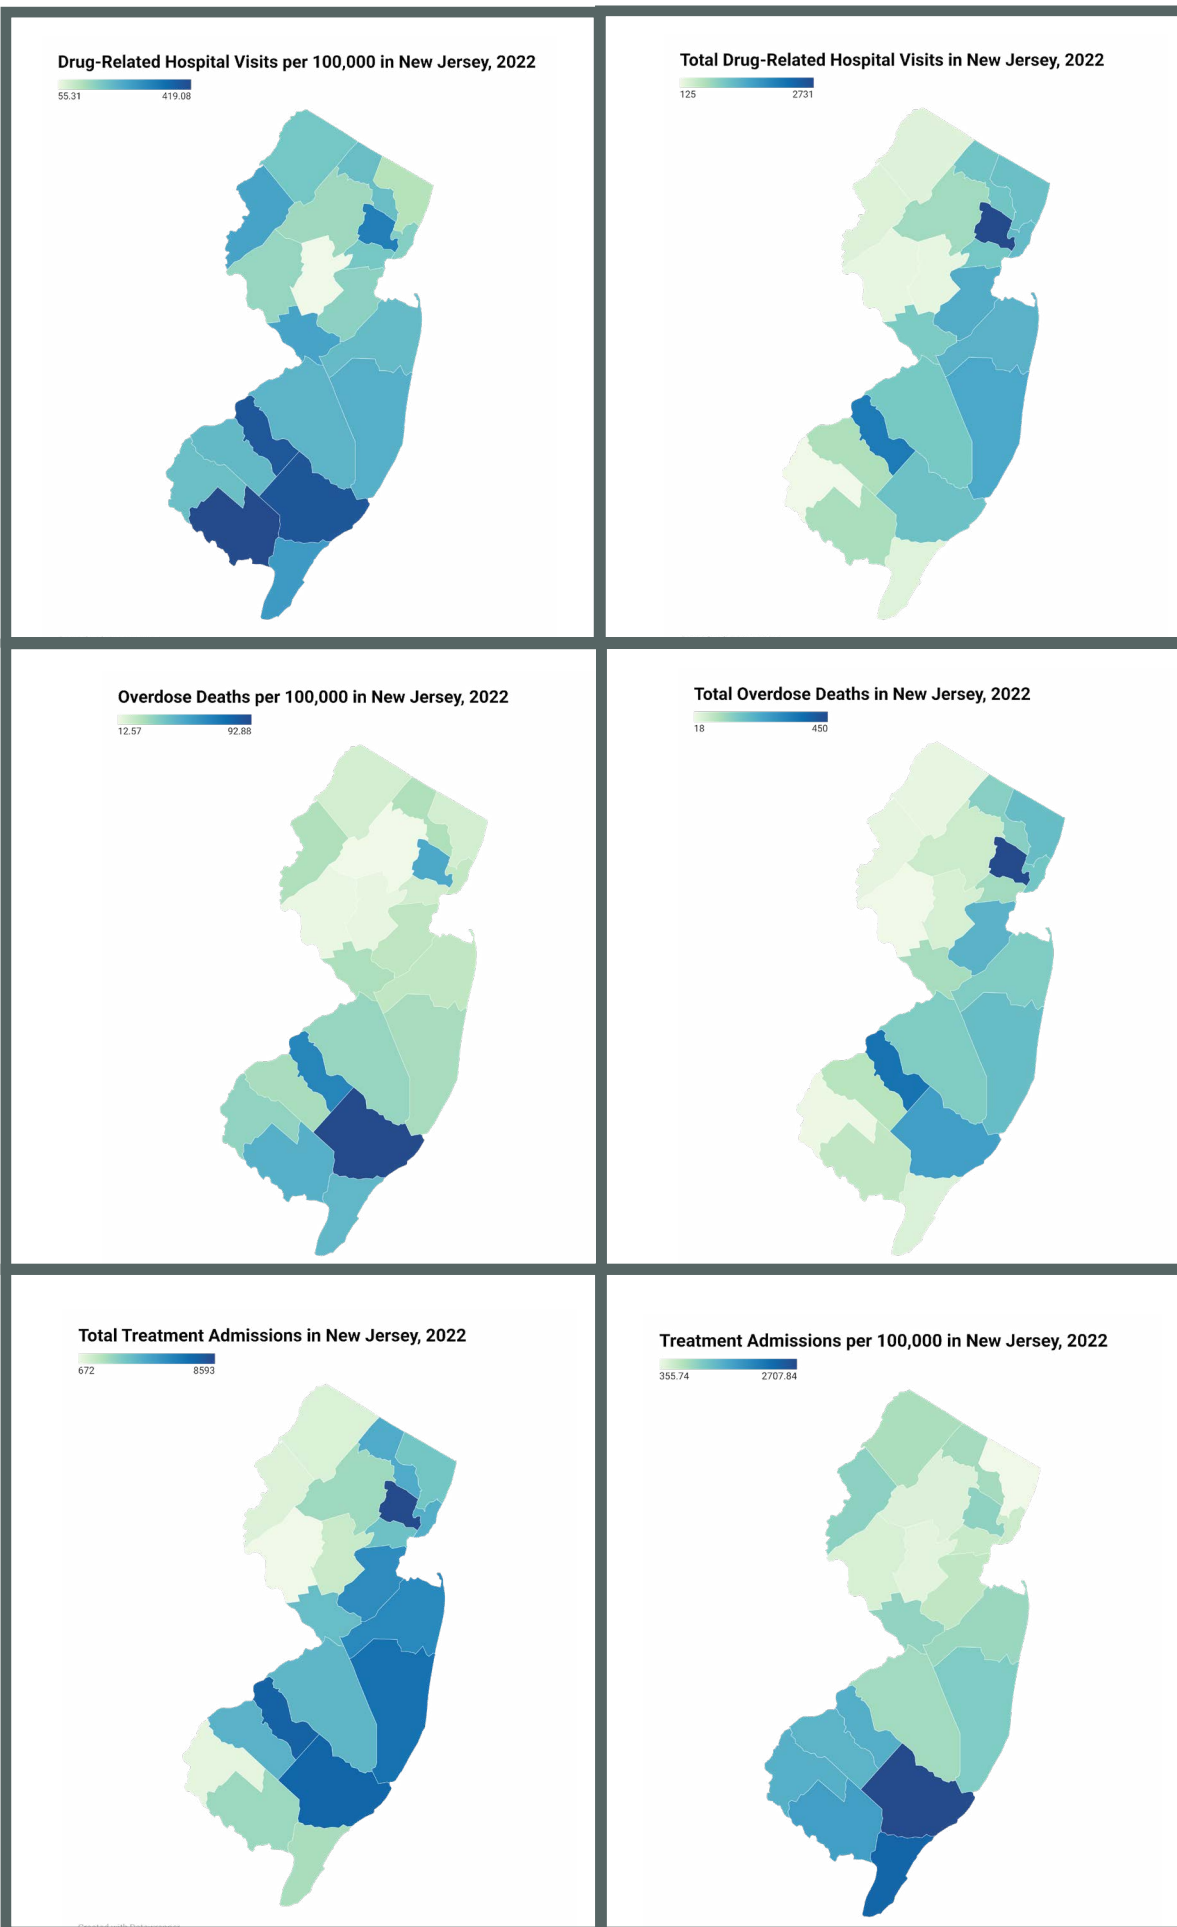 Drug-Related Hospital Visits per 100,000 in New Jersey, 2022
55.31 419.08
Total Drug-Related Hospital Visits in New Jersey, 2022
125 2731
Overdose Deaths per 100,000 in New Jersey, 2022
12.57 92.88
Total Overdose Deaths in New Jersey, 2022
18 450
Total Treatment Admissions in New Jersey, 2022
672 8593
Treatment Admissions per 100,000 in New Jersey, 2022
355.74 2707.84